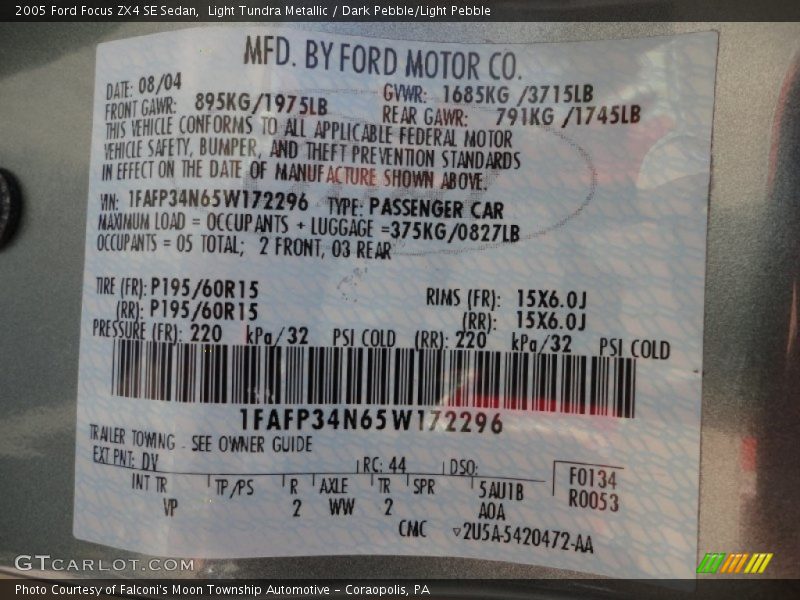 2005 Ford Focus ZX4 SE Sedan,  Light Tundra Metallic / Dark Pebble/Light Pebble
MFD. BY FORD MOTOR CO.
DATE: 08/04 GVWR: 1685KG /3715LB
FRONT GAWR: 895KG/1975LB REAR GAWR: 791KG /1745LB
THIS VEHICLE CONFORMS TO ALL APPLICABLE FEDERAL MOTOR
VEHICLE SAFETY, BUMPER, AND THEFT PREVENTION STANDARDS
IN EFFECT ON THE DATE OF MANUFACTURE SHOWN ABOVE.
VIN: 1FAFP34N65W172296 TYPE: PASSENGER CAR
MAXIMUM LOAD = OCCUPANTS + LUGGAGE =375KG/0827LB
OCCUPANTS = 05 TOTAL; 2 FRONT, 03 REAR
TIRE (FR): P195/60R15 RIMS (FR): 15X6.0J
(RR): P195/60R15 (RR): 15X6.0J
PRESSURE (FR): 220 kPa/32 PSI COLD (RR): 220 kPa/32 PSI COLD
1FAFP34N65W172296
TRAILER TOWING - SEE OWNER GUIDE
EXT PNT: DV RC: 44 DSO: F0134
INT TR TP/PS R AXLE TR SPR 5AU1B R0053
VP 2 WW 2 AOA
CMC ▽2U5A-5420472-AA
GTCARLOT.COM
Photo Courtesy of Falconi's Moon Township Automotive – Coraopolis, PA